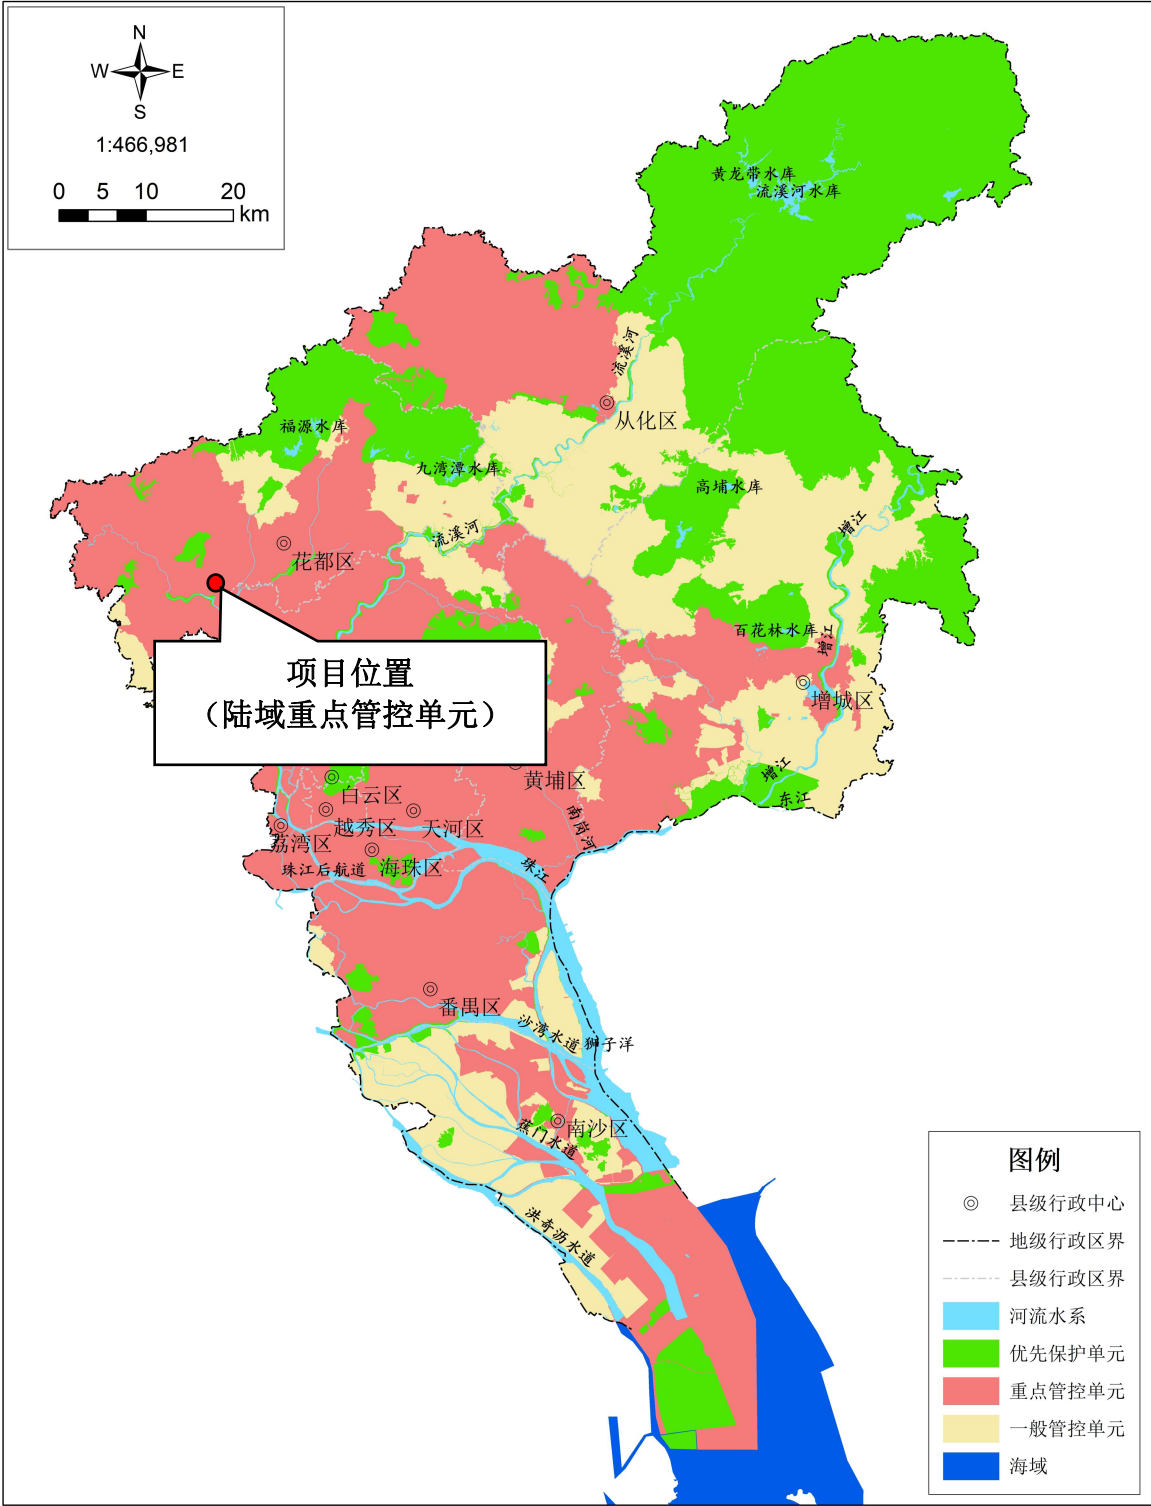 N
W E
S
1:466,981
0 5 10 20
km
黄龙带水库
流溪河水库
流溪河
从化区
福源水库
九湾潭水库
高埔水库
流溪河
增江
花都区
百花林水库
增江
项目位置
（陆域重点管控单元）
增城区
增江
东江
黄埔区
白云区
南岗河
越秀区
天河区
荔湾区
珠江后航道
海珠区
珠江
番禺区
沙湾水道
狮子洋
蕉门水道
南沙区
洪奇沥水道
图例
县级行政中心
地级行政区界
县级行政区界
河流水系
优先保护单元
重点管控单元
一般管控单元
海域